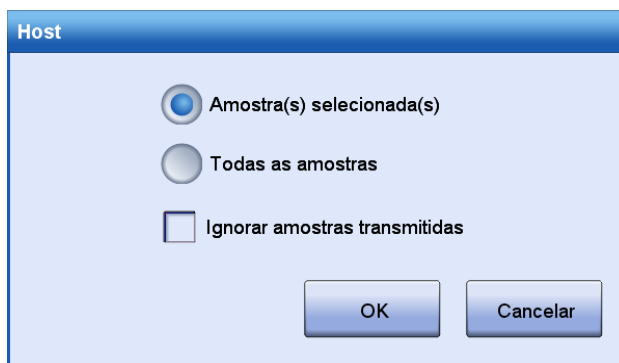 Host
Amostra(s) selecionada(s)
Todas as amostras
Ignorar amostras transmitidas
OK
Cancelar